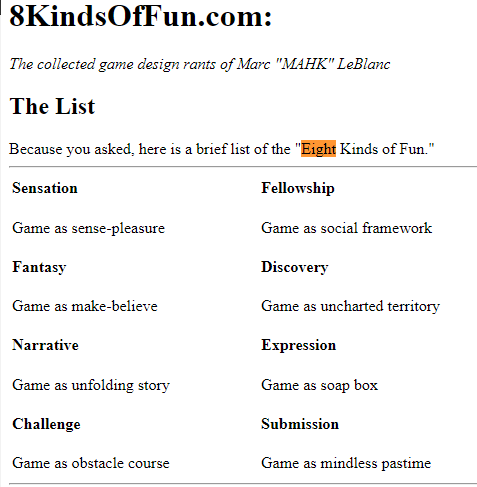 8KindsOfFun.com:
The collected game design rants of Marc "MAHK" LeBlanc
The List
Because you asked, here is a brief list of the "Eight Kinds of Fun."
Sensation
Game as sense-pleasure
Fantasy
Game as make-believe
Narrative
Game as unfolding story
Challenge
Game as obstacle course
Fellowship
Game as social framework
Discovery
Game as uncharted territory
Expression
Game as soap box
Submission
Game as mindless pastime